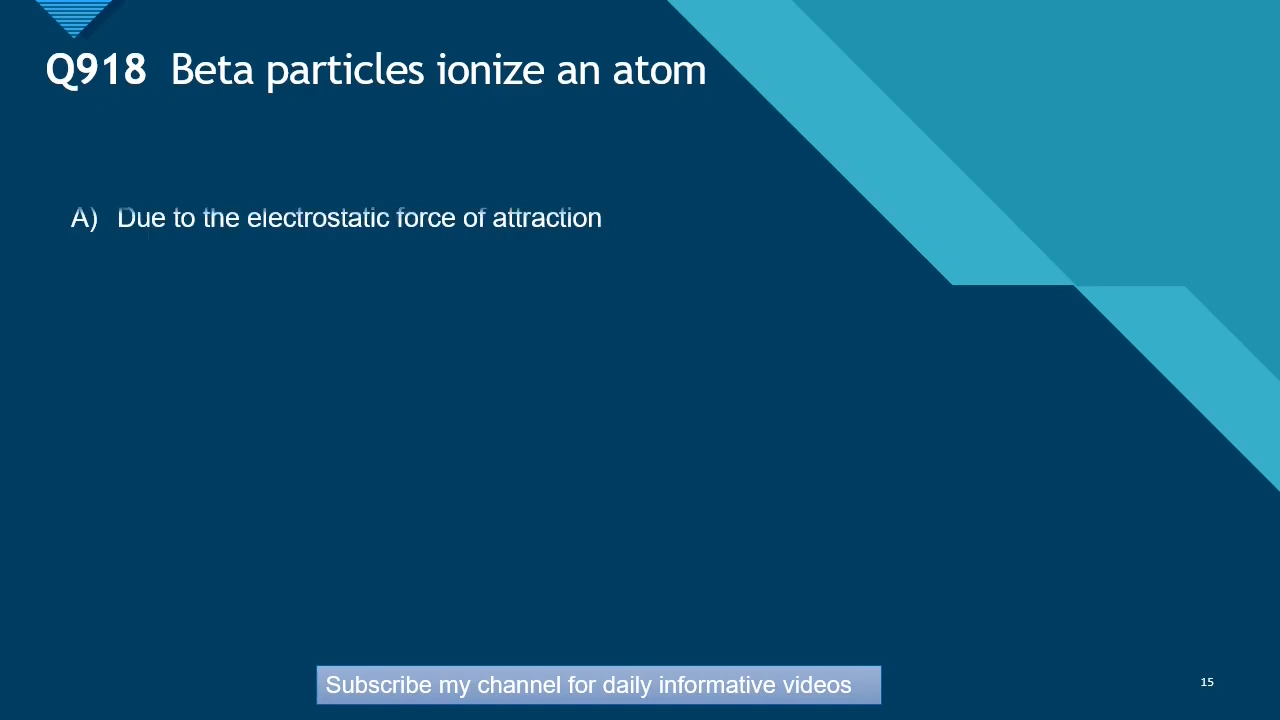 Q918 Beta particles ionize an atom
A) Due to the electrostatic force of attraction
Subscribe my channel for daily informative videos
15